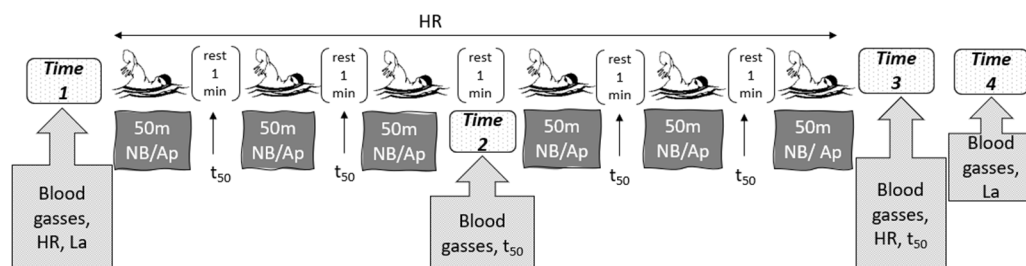 HR
Time
1
rest
1
min
rest
1
min
rest
1
min
rest
1
min
rest
1
min
Time
3
Time
4
50m
NB/Ap
50m
NB/Ap
50m
NB/Ap
Time
2
50m
NB/Ap
50m
NB/Ap
50m
NB/ Ap
t50
t50
t50
t50
Blood
gasses,
HR, La
Blood
gasses, t50
Blood
gasses,
HR, t50
Blood
gasses,
La